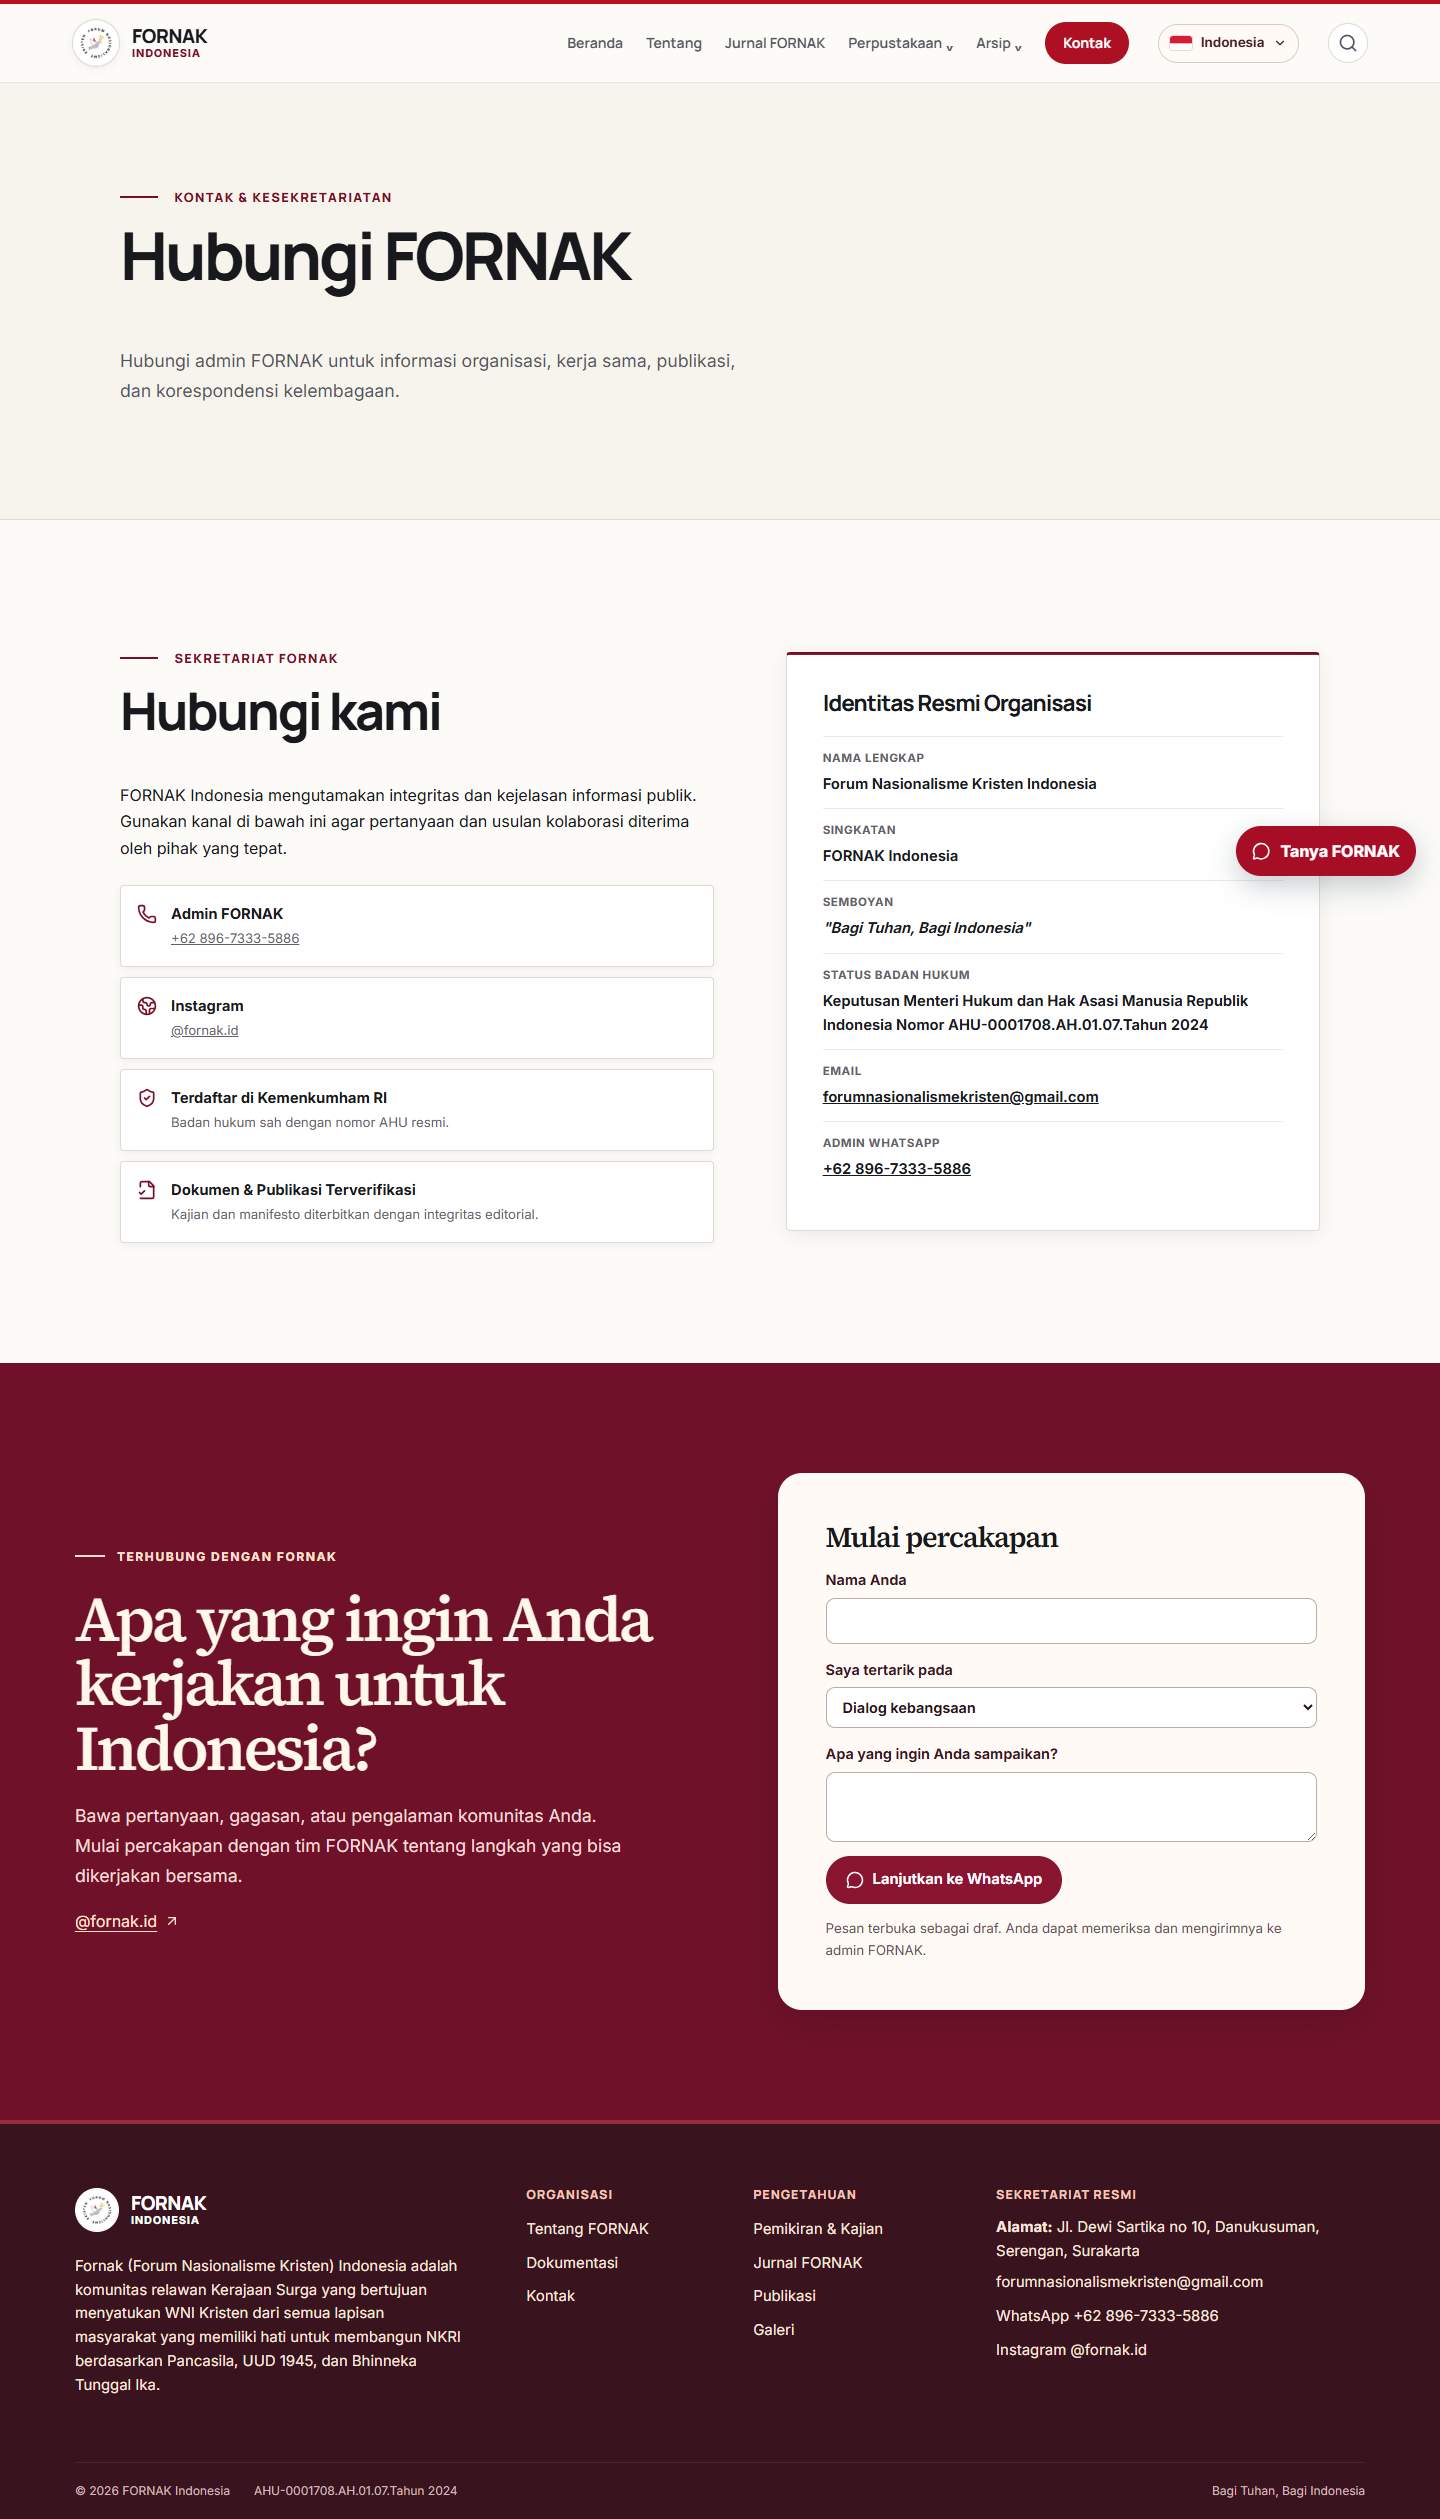 FORNAK
INDONESIA
Beranda
Tentang
Jurnal FORNAK
Perpustakaan
Arsip
Kontak
Indonesia
KONTAK & KESEKRETARIATAN
Hubungi FORNAK
Hubungi admin FORNAK untuk informasi organisasi, kerja sama, publikasi,
dan korespondensi kelembagaan.
SEKRETARIAT FORNAK
Hubungi kami
FORNAK Indonesia mengutamakan integritas dan kejelasan informasi publik.
Gunakan kanal di bawah ini agar pertanyaan dan usulan kolaborasi diterima
oleh pihak yang tepat.
Admin FORNAK
+62 896-7333-5886
Instagram
@fornak.id
Terdaftar di Kemenkumham RI
Badan hukum sah dengan nomor AHU resmi.
Dokumen & Publikasi Terverifikasi
Kajian dan manifesto diterbitkan dengan integritas editorial.
Identitas Resmi Organisasi
NAMA LENGKAP
Forum Nasionalisme Kristen Indonesia
SINGKATAN
FORNAK Indonesia
SEMBOYAN
"Bagi Tuhan, Bagi Indonesia"
STATUS BADAN HUKUM
Keputusan Menteri Hukum dan Hak Asasi Manusia Republik
Indonesia Nomor AHU-0001708.AH.01.07.Tahun 2024
EMAIL
forumnasionalismekristen@gmail.com
ADMIN WHATSAPP
+62 896-7333-5886
Tanya FORNAK
TERHUBUNG DENGAN FORNAK
Apa yang ingin Anda
kerjakan untuk
Indonesia?
Bawa pertanyaan, gagasan, atau pengalaman komunitas Anda.
Mulai percakapan dengan tim FORNAK tentang langkah yang bisa
dikerjakan bersama.
@fornak.id
Mulai percakapan
Nama Anda
Saya tertarik pada
Dialog kebangsaan
Apa yang ingin Anda sampaikan?
Lanjutkan ke WhatsApp
Pesan terbuka sebagai draf. Anda dapat memeriksa dan mengirimnya ke
admin FORNAK.
FORNAK
INDONESIA
Fornak (Forum Nasionalisme Kristen) Indonesia adalah
komunitas relawan Kerajaan Surga yang bertujuan
menyatukan WNI Kristen dari semua lapisan
masyarakat yang memiliki hati untuk membangun NKRI
berdasarkan Pancasila, UUD 1945, dan Bhinneka
Tunggal Ika.
ORGANISASI
Tentang FORNAK
Dokumentasi
Kontak
PENGETAHUAN
Pemikiran & Kajian
Jurnal FORNAK
Publikasi
Galeri
SEKRETARIAT RESMI
Alamat: Jl. Dewi Sartika no 10, Danukusuman,
Serengan, Surakarta
forumnasionalismekristen@gmail.com
WhatsApp +62 896-7333-5886
Instagram @fornak.id
© 2026 FORNAK Indonesia
AHU-0001708.AH.01.07.Tahun 2024
Bagi Tuhan, Bagi Indonesia